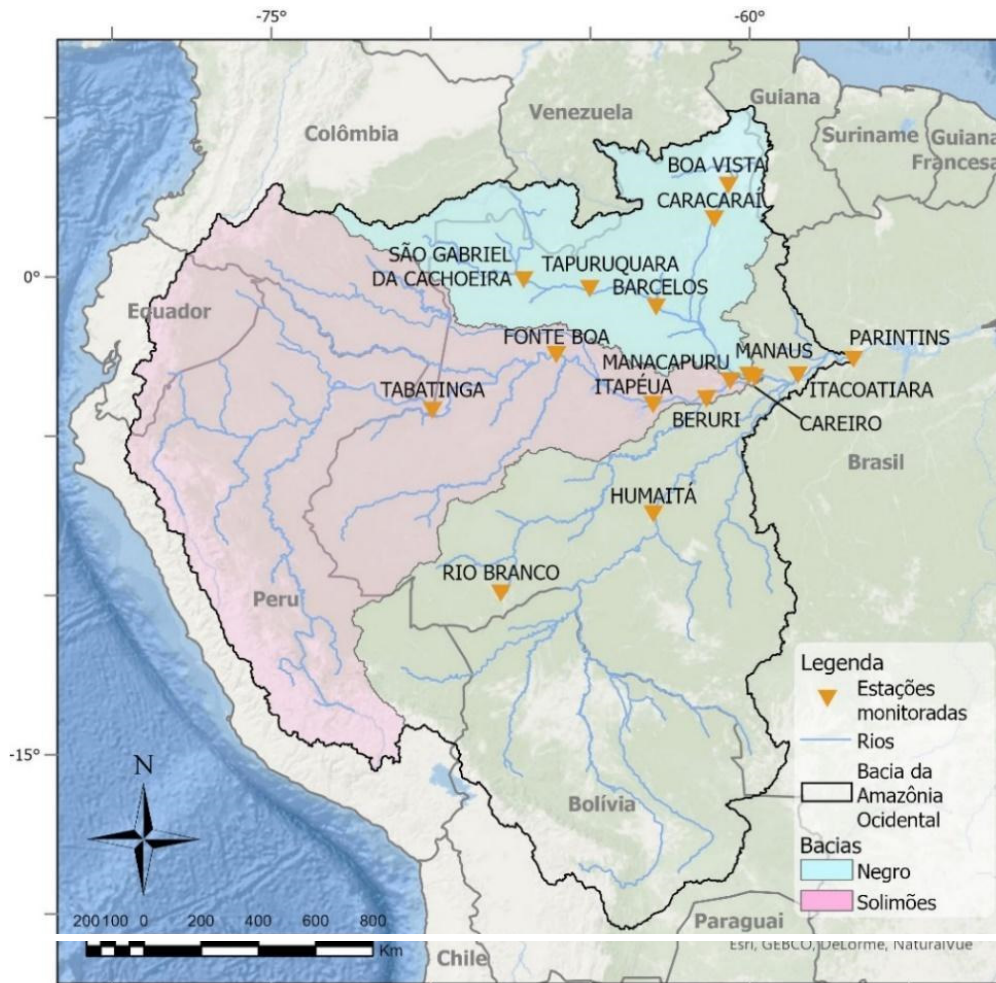 -75°
-60°
Guiana
Venezuela
Colômbia
Suriname
Guiana
Francesa
BOA VISTA
CARACARAÍ
SÃO GABRIEL
DA CACHOEIRA
TAPURUQUARA
BARCELOS
0°
Equador
FONTE BOA
PARINTINS
MANACAPURU
MANAUS
TABATINGA
ITAPÉUA
ITACOATIARA
BERURI
CAREIRO
Brasil
HUMAITÁ
RIO BRANCO
Peru
Legenda
Estações
monitoradas
Rios
Bacia da
Amazônia
Ocidental
Bacias
Negro
Solimões
-15°
N
Bolívia
200 100 0 200 400 600 800
Km
Paraguai
Chile
Esri, GEBCO, DeLorme, NaturalVue